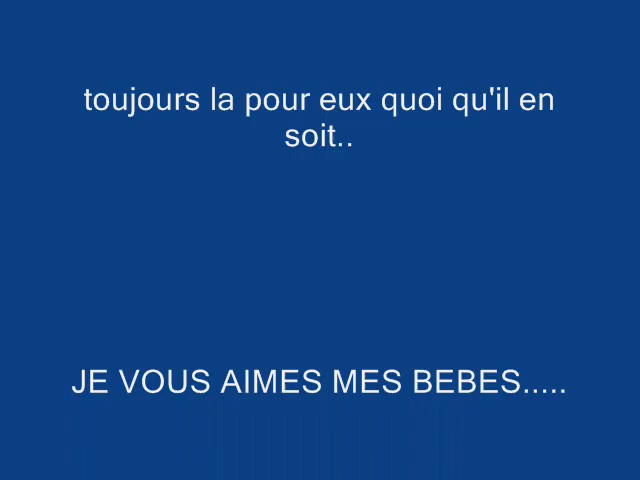 toujours la pour eux quoi qu'il en
soit..
JE VOUS AIMES MES BEBES.....